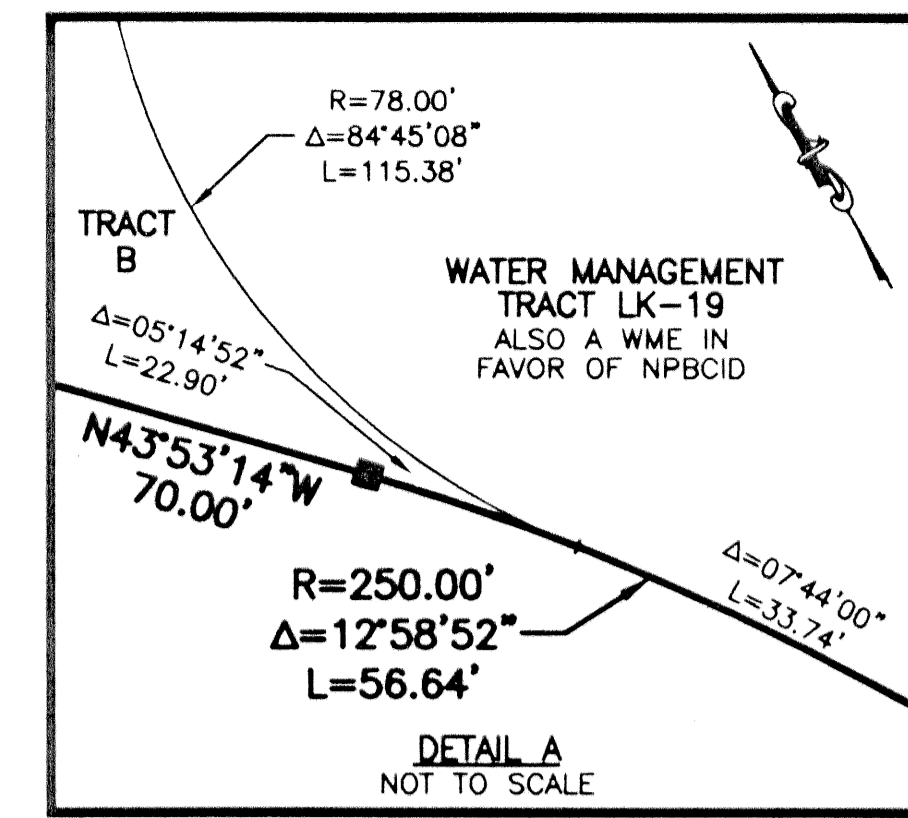 R=78.00'
Δ=84°45'08"
L=115.38'
TRACT
B
WATER MANAGEMENT
TRACT LK-19
ALSO A WME IN
FAVOR OF NPBCID
Δ=05°14'52"
L=22.90'
N43°53'14"W
70.00'
R=250.00'
Δ=12°58'52"
L=56.64'
Δ=07°44'00"
L=33.74'
DETAIL A
NOT TO SCALE